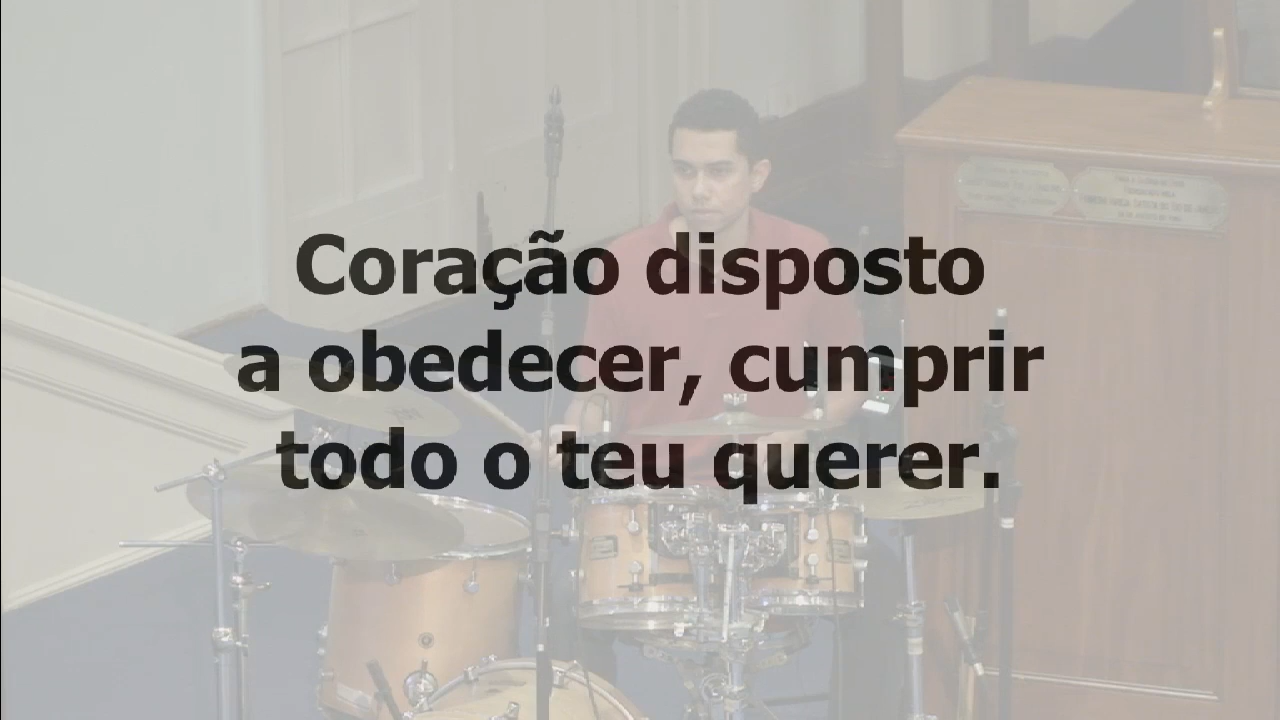 Coração disposto
a obedecer, cumprir
todo o teu querer.